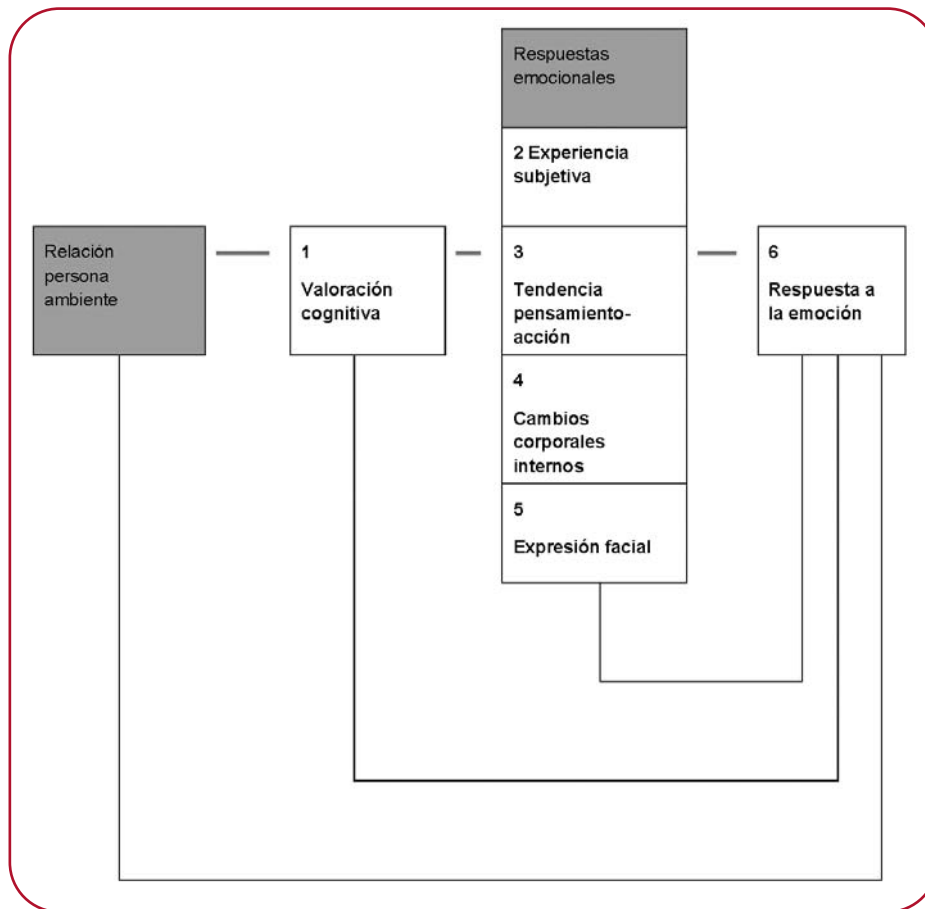 Respuestas
emocionales
2 Experiencia
subjetiva
Relación
persona
ambiente
1
Valoración
cognitiva
3
Tendencia
pensamiento-
acción
6
Respuesta a
la emoción
4
Cambios
corporales
internos
5
Expresión facial